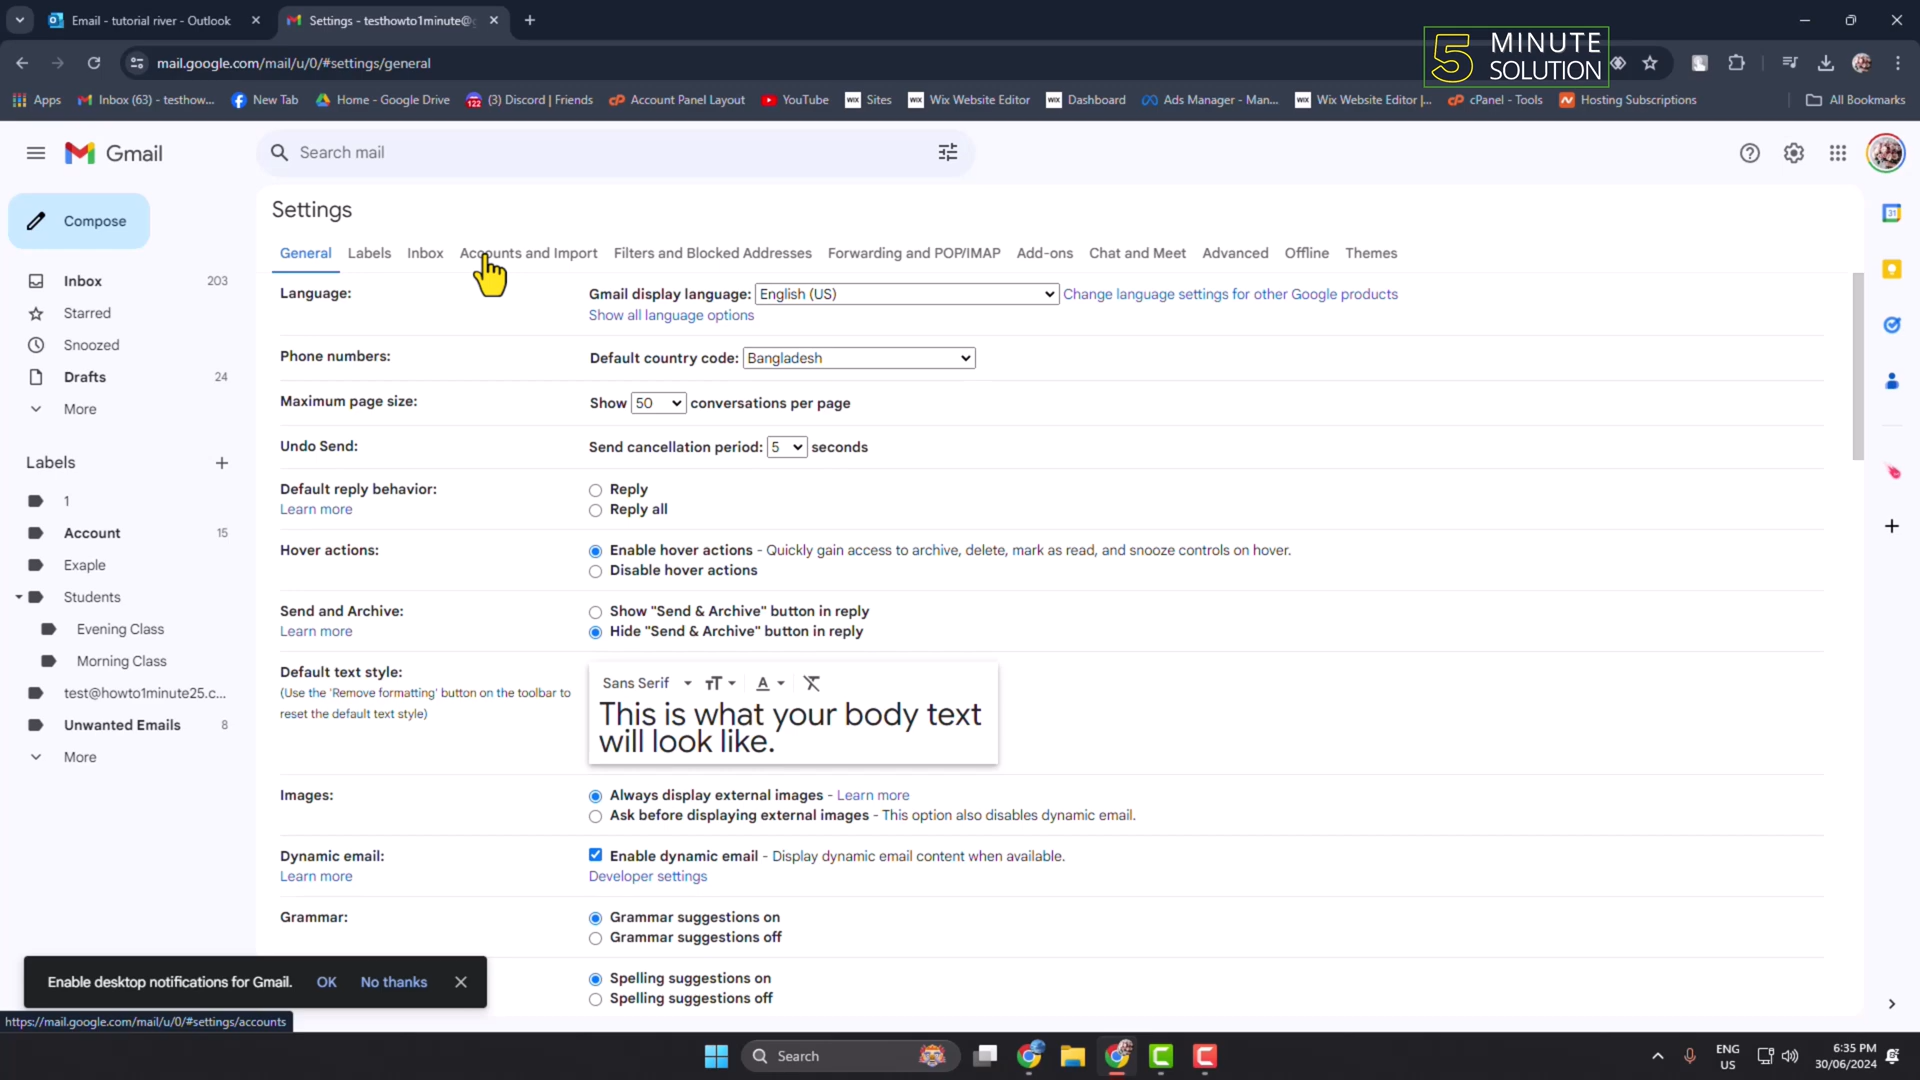 Email - tutorial river - Outlook
Settings - testhowto1minute@g
5 MINUTE SOLUTION
mail.google.com/mail/u/0/#settings/general
Apps
Inbox (63) - testhow...
New Tab
Home - Google Drive
(3) Discord | Friends
Account Panel Layout
YouTube
Sites
Wix Website Editor
Dashboard
Ads Manager - Man...
Wix Website Editor |...
cPanel - Tools
Hosting Subscriptions
All Bookmarks
Gmail
Search mail
Compose
Inbox 203
Starred
Snoozed
Drafts 24
More
Labels
1
Account 15
Exaple
Students
Evening Class
Morning Class
test@howto1minute25.c...
Unwanted Emails 8
More
Settings
General Labels Inbox Accounts and Import Filters and Blocked Addresses Forwarding and POP/IMAP Add-ons Chat and Meet Advanced Offline Themes
Language: Gmail display language: English (US) Change language settings for other Google products
Show all language options
Phone numbers: Default country code: Bangladesh
Maximum page size: Show 50 conversations per page
Undo Send: Send cancellation period: 5 seconds
Default reply behavior: Reply
Learn more Reply all
Hover actions: Enable hover actions - Quickly gain access to archive, delete, mark as read, and snooze controls on hover.
Disable hover actions
Send and Archive: Show "Send & Archive" button in reply
Learn more Hide "Send & Archive" button in reply
Default text style:
(Use the 'Remove formatting' button on the toolbar to
reset the default text style)
Sans Serif
This is what your body text
will look like.
Images: Always display external images - Learn more
Ask before displaying external images - This option also disables dynamic email.
Dynamic email: Enable dynamic email - Display dynamic email content when available.
Learn more Developer settings
Grammar: Grammar suggestions on
Grammar suggestions off
Spelling suggestions on
Spelling suggestions off
Enable desktop notifications for Gmail. OK No thanks
https://mail.google.com/mail/u/0/#settings/accounts
Search
ENG
US
6:35 PM
30/06/2024